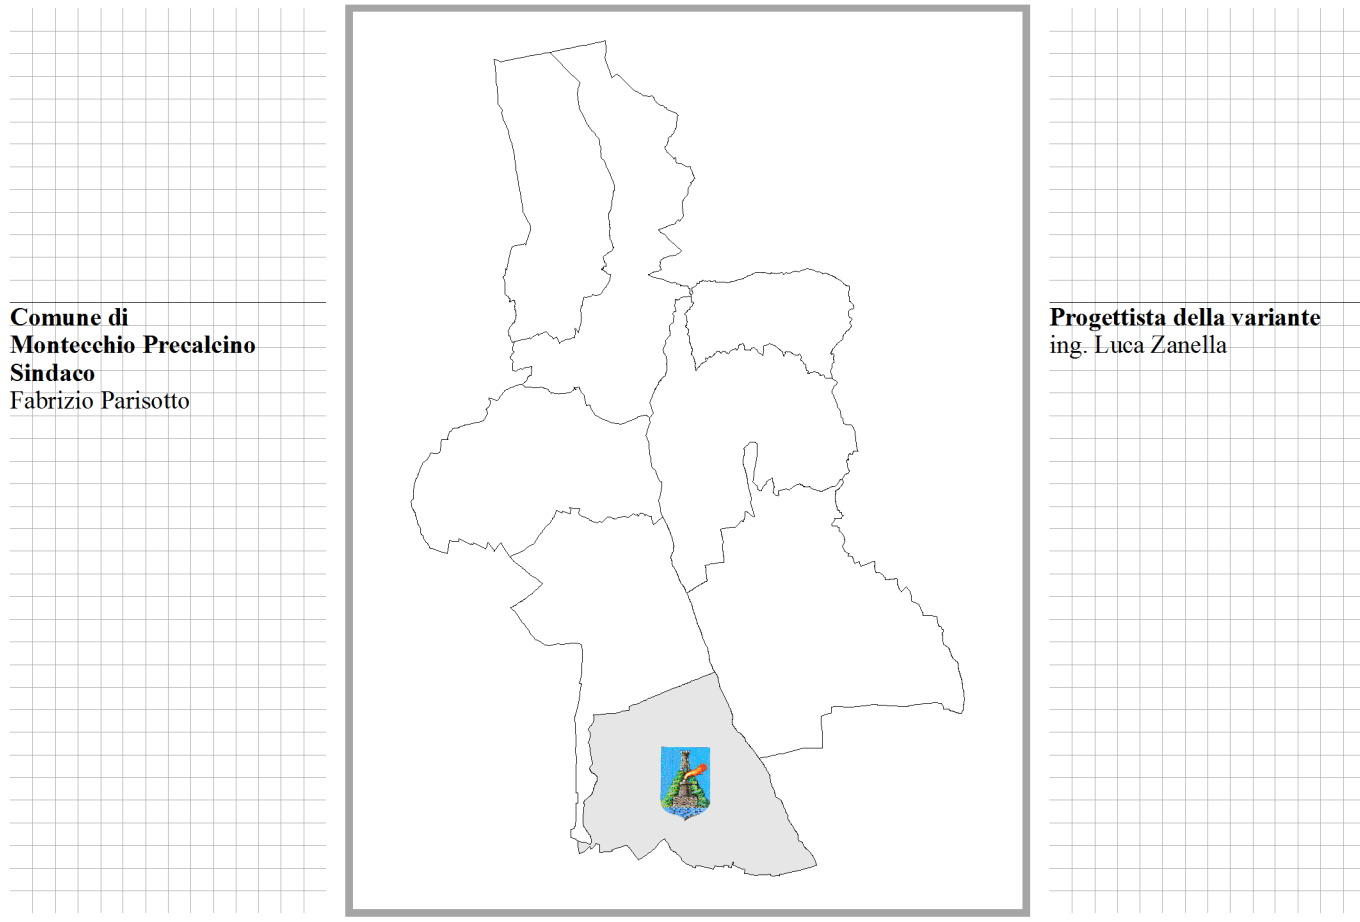 Comune di
Montecchio Precalcino
Sindaco
Fabrizio Parisotto
Progettista della variante
ing. Luca Zanella